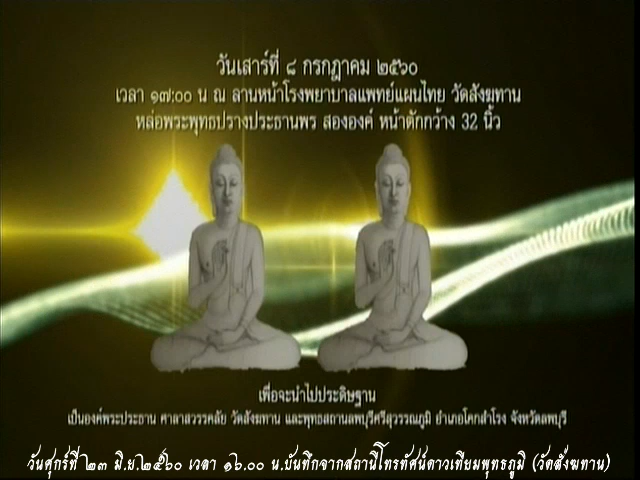 วันเสาร์ที่ ๘ กรกฎาคม ๒๕๖๐
เวลา ๑๗:๐๐ น ณ ลานหน้าโรงพยาบาลแพทย์แผนไทย วัดสังฆทาน
หล่อพระพุทธปรางประธานพร สององค์ หน้าตักกว้าง 32 นิ้ว
เพื่อจะนำไปประดิษฐาน
เป็นองค์พระประธาน ศาลาสวรรคลัย วัดสังฆทาน และพุทธสถานลพบุรีศรีสุวรรณภูมิ อำเภอโคกสำโรง จังหวัดลพบุรี
วันศุกร์ที่ ๒๓ มิ.ย.๒๕๖๐ เวลา ๑๖.๐๐ น.บันทึกจากสถานีโทรทัศน์ดาวเทียมพุทธภูมิ (วัดสังฆทาน)